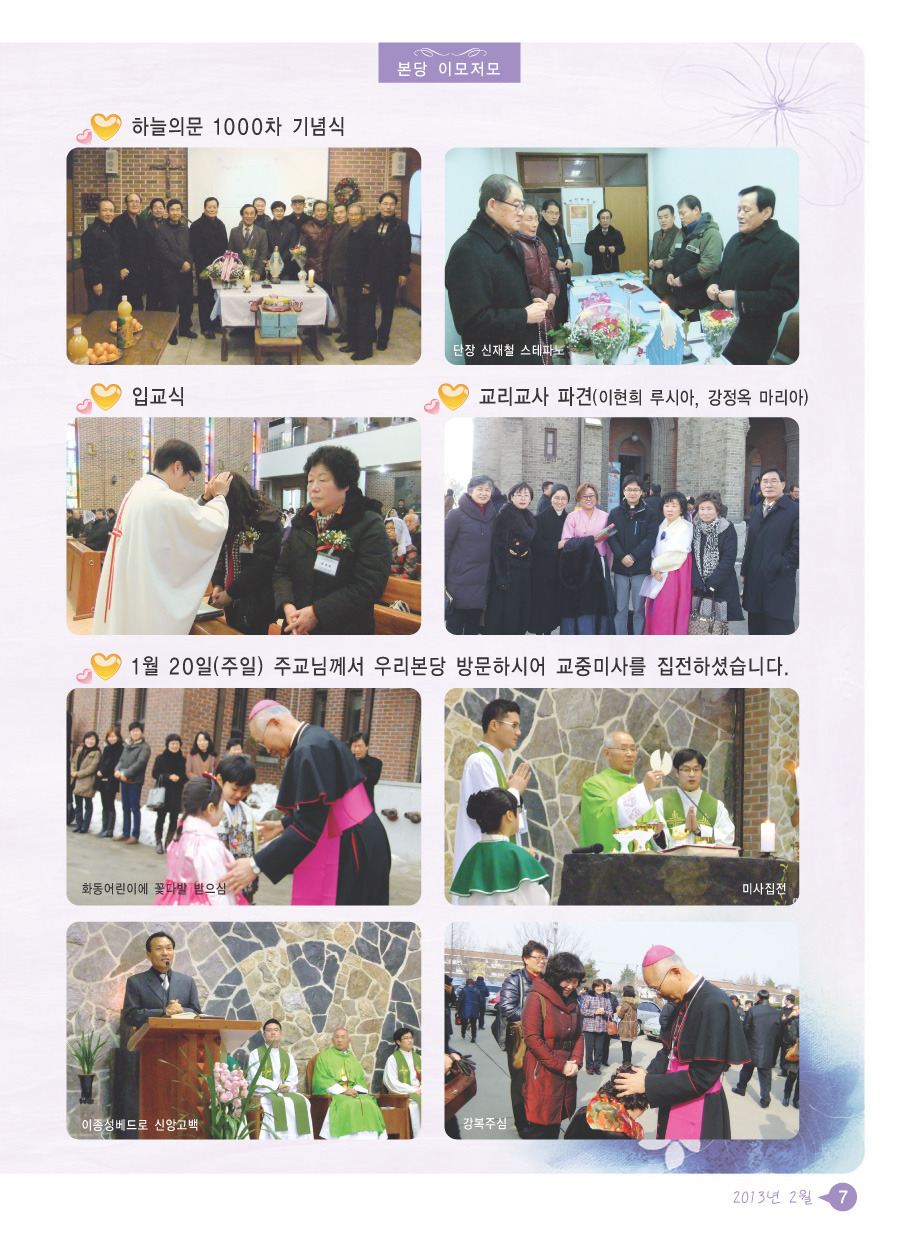 본당 이모저모
하늘의문 1000차 기념식
단장 신재철 스테파노
입교식
교리교사 파견(이현희 루시아, 강정옥 마리아)
1월 20일(주일) 주교님께서 우리본당 방문하시어 교중미사를 집전하셨습니다.
화동어린이에 꽃다발 받으심
미사집전
이종성베드로 신앙고백
강복주심
2013년 2월 7